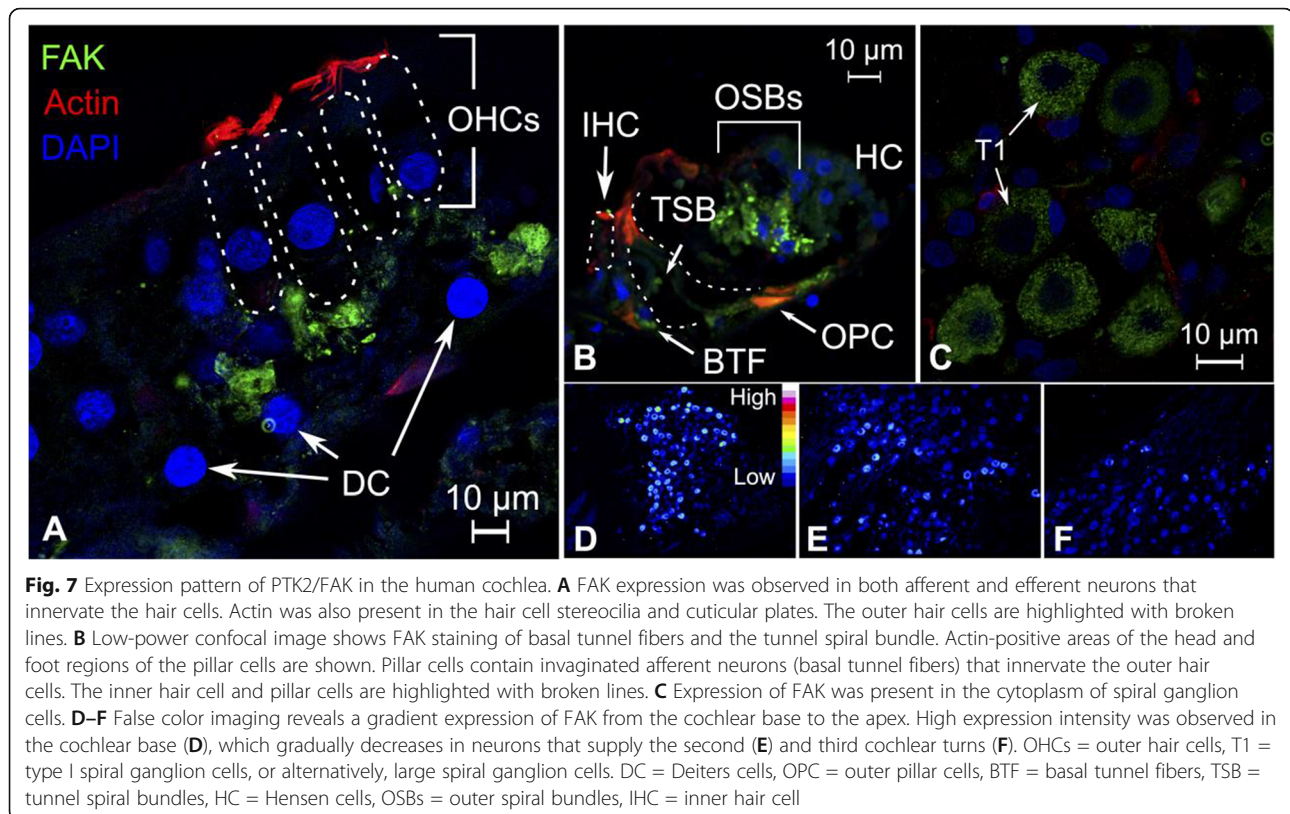 FAK
Actin
DAPI
OHCs
DC
10 μm
A
10 μm
OSBs
IHC
HC
TSB
OPC
B
BTF
T1
C
10 μm
High
Low
D
E
F
Fig. 7 Expression pattern of PTK2/FAK in the human cochlea. A FAK expression was observed in both afferent and efferent neurons that
innervate the hair cells. Actin was also present in the hair cell stereocilia and cuticular plates. The outer hair cells are highlighted with broken
lines. B Low-power confocal image shows FAK staining of basal tunnel fibers and the tunnel spiral bundle. Actin-positive areas of the head and
foot regions of the pillar cells are shown. Pillar cells contain invaginated afferent neurons (basal tunnel fibers) that innervate the outer hair
cells. The inner hair cell and pillar cells are highlighted with broken lines. C Expression of FAK was present in the cytoplasm of spiral ganglion
cells. D–F False color imaging reveals a gradient expression of FAK from the cochlear base to the apex. High expression intensity was observed in
the cochlear base (D), which gradually decreases in neurons that supply the second (E) and third cochlear turns (F). OHCs = outer hair cells, T1 =
type I spiral ganglion cells, or alternatively, large spiral ganglion cells. DC = Deiters cells, OPC = outer pillar cells, BTF = basal tunnel fibers, TSB =
tunnel spiral bundles, HC = Hensen cells, OSBs = outer spiral bundles, IHC = inner hair cell